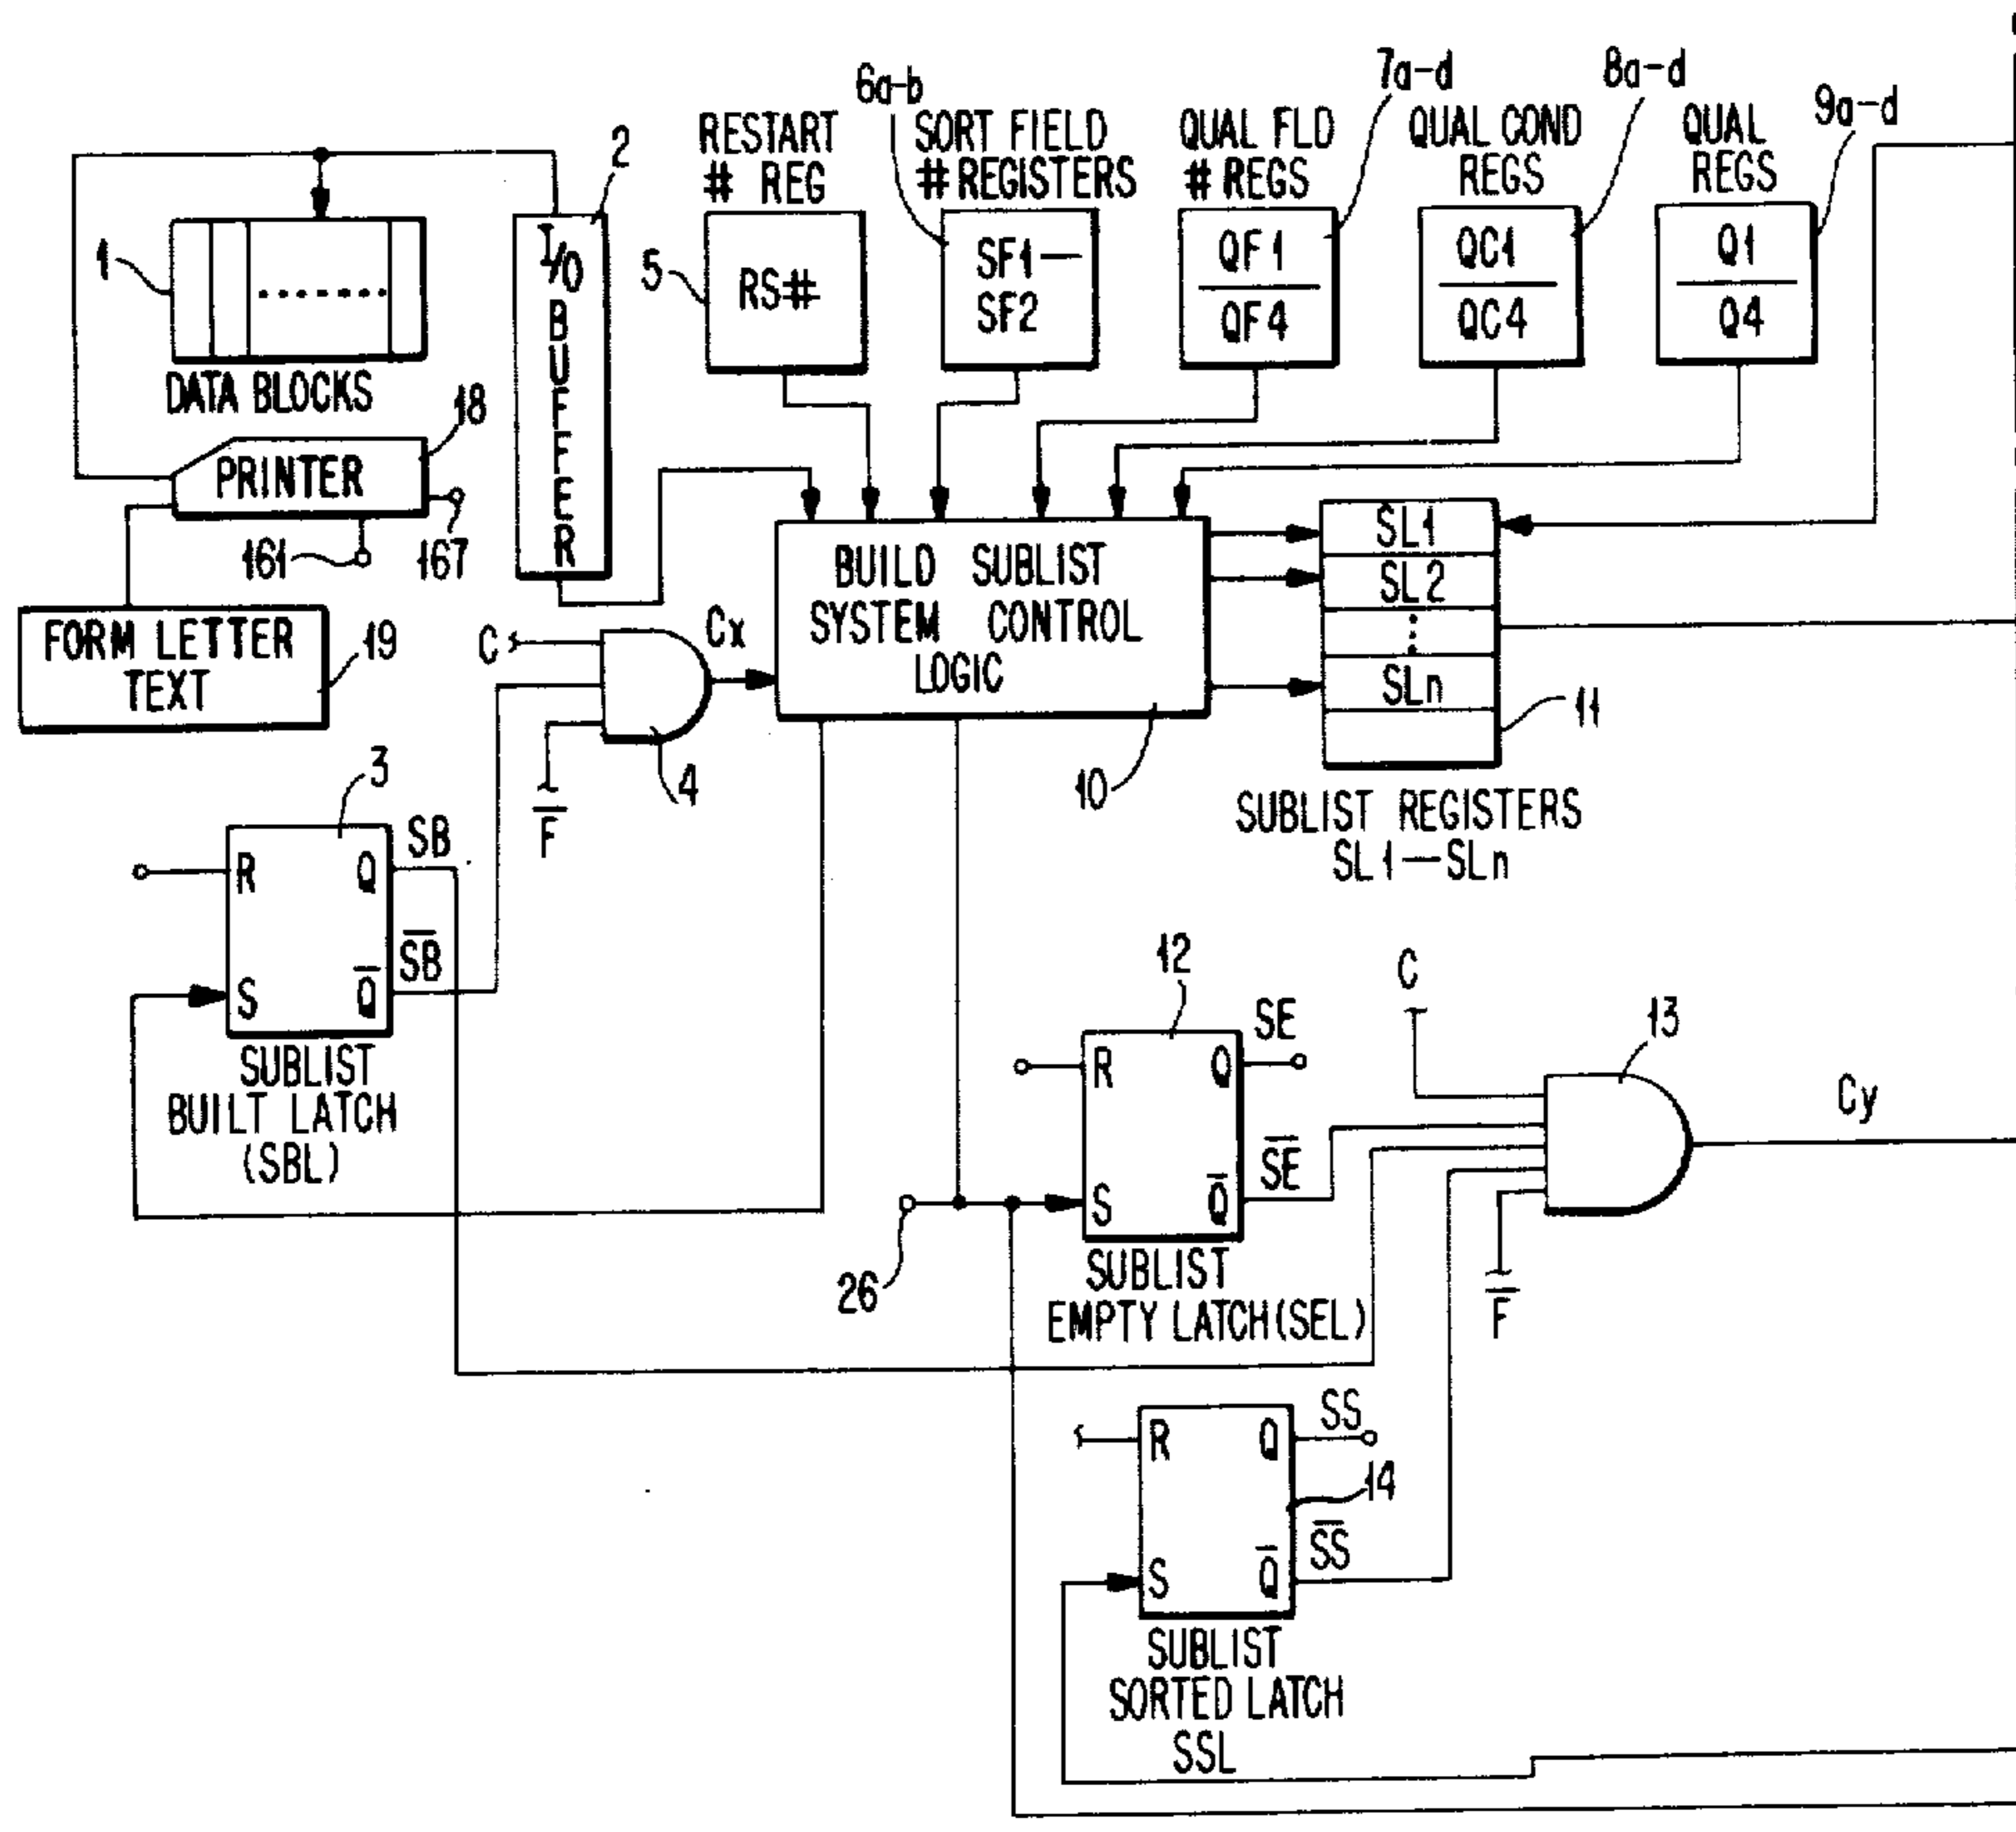 6a-b
7a-d
8a-d
9a-d
2
RESTART
# REG
SORT FIELD
# REGISTERS
QUAL FLD
# REGS
QUAL COND
REGS
QUAL
REGS
1
DATA BLOCKS
I/O
BUFFER
5
RS#
SF1—
SF2
QF1
QF4
QC1
QC4
Q1
Q4
18
PRINTER
161
167
FORM LETTER
TEXT
19
C
Cx
F̅
4
BUILD SUBLIST
SYSTEM CONTROL
LOGIC
10
SL1
SL2
⋮
SLn
11
SUBLIST REGISTERS
SL1—SLn
3
R Q
SB
S Q̅
S̅B̅
SUBLIST
BUILT LATCH
(SBL)
12
R Q
SE
S Q̅
S̅E̅
26
SUBLIST
EMPTY LATCH (SEL)
C
13
Cy
F̅
R Q
SS
14
S Q̅
S̅S̅
SUBLIST
SORTED LATCH
SSL